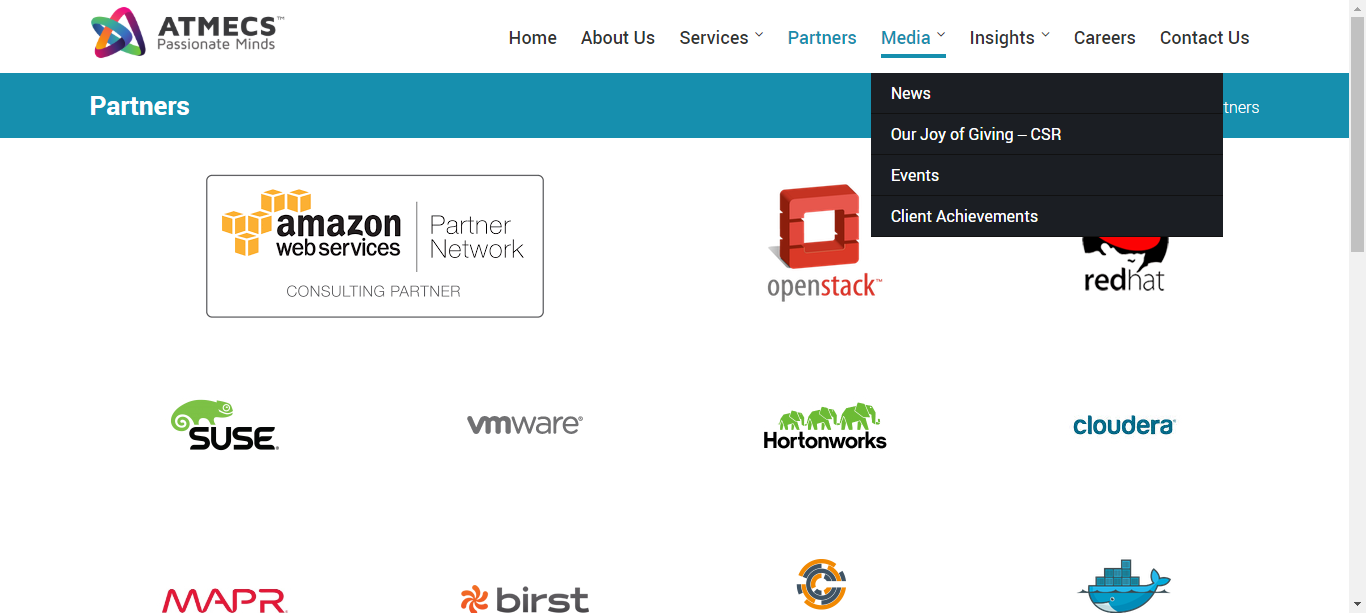 ATMECS™
Passionate Minds
Home About Us Services Partners Media Insights Careers Contact Us
Partners
tners
News
Our Joy of Giving – CSR
Events
Client Achievements
amazon
web services
Partner
Network
CONSULTING PARTNER
openstack™
redhat
SUSE
vmware®
Hortonworks
cloudera
MAPR
birst